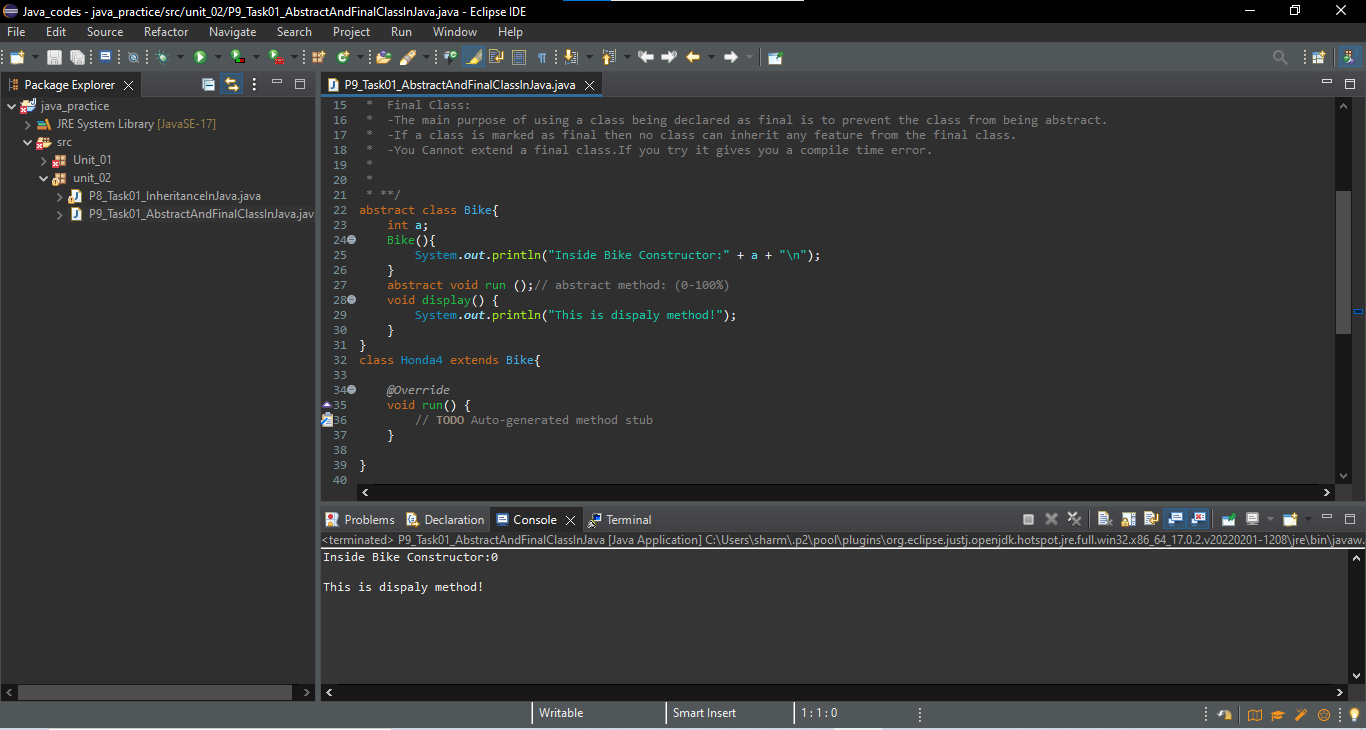 Java_codes - java_practice/src/unit_02/P9_Task01_AbstractAndFinalClassInJava.java - Eclipse IDE
File Edit Source Refactor Navigate Search Project Run Window Help
Package Explorer
java_practice
JRE System Library [JavaSE-17]
src
Unit_01
unit_02
P8_Task01_InheritanceInJava.java
P9_Task01_AbstractAndFinalClassInJava.jav
P9_Task01_AbstractAndFinalClassInJava.java
15 * Final Class:
16 * -The main purpose of using a class being declared as final is to prevent the class from being abstract.
17 * -If a class is marked as final then no class can inherit any feature from the final class.
18 * -You Cannot extend a final class.If you try it gives you a compile time error.
19 *
20 *
21 * **/
22 abstract class Bike{
23 int a;
24 Bike(){
25 System.out.println("Inside Bike Constructor:" + a + "\n");
26 }
27 abstract void run ();// abstract method: (0-100%)
28 void display() {
29 System.out.println("This is dispaly method!");
30 }
31 }
32 class Honda4 extends Bike{
33
34 @Override
35 void run() {
36 // TODO Auto-generated method stub
37 }
38
39 }
40
Problems Declaration Console Terminal
<terminated> P9_Task01_AbstractAndFinalClassInJava [Java Application] C:\Users\sharm\.p2\pool\plugins\org.eclipse.justj.openjdk.hotspot.jre.full.win32.x86_64_17.0.2.v20220201-1208\jre\bin\javaw.
Inside Bike Constructor:0
This is dispaly method!
Writable Smart Insert 1 : 1 : 0